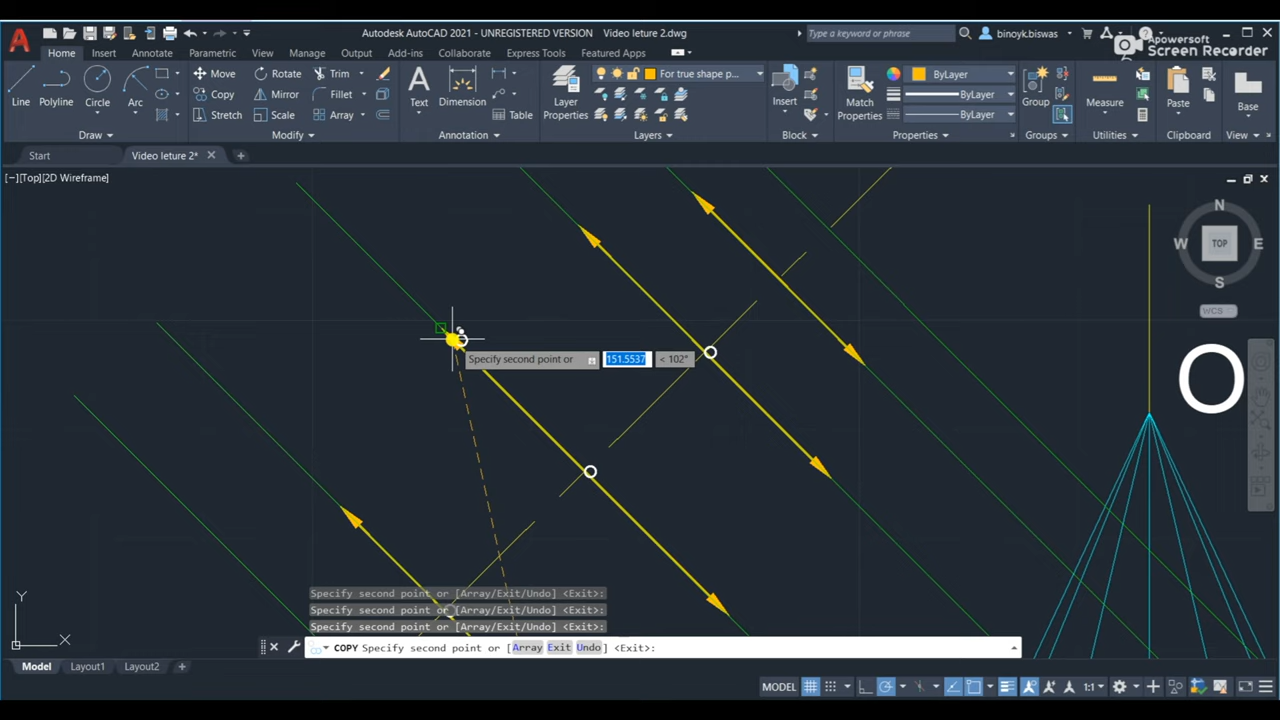 Autodesk AutoCAD 2021 - UNREGISTERED VERSION Video leture 2.dwg
Type a keyword or phrase
binoyk.biswas
Apowersoft
Screen Recorder
Home Insert Annotate Parametric View Manage Output Add-ins Collaborate Express Tools Featured Apps
Line Polyline Circle Arc
Move Rotate Trim
Copy Mirror Fillet
Stretch Scale Array
Text Dimension Table
Layer Properties
For true shape p...
Insert
Match Properties
ByLayer
ByLayer
ByLayer
Group Measure Paste Base
Draw Modify Annotation Layers Block Properties Groups Utilities Clipboard View
Start Video leture 2*
[−][Top][2D Wireframe]
N
W TOP E
S
WCS
Specify second point or 151.5537 < 102°
O
Specify second point or [Array/Exit/Undo] <Exit>:
Specify second point or [Array/Exit/Undo] <Exit>:
Specify second point or [Array/Exit/Undo] <Exit>:
Y
X
COPY Specify second point or [Array Exit Undo] <Exit>:
Model Layout1 Layout2
MODEL 1:1